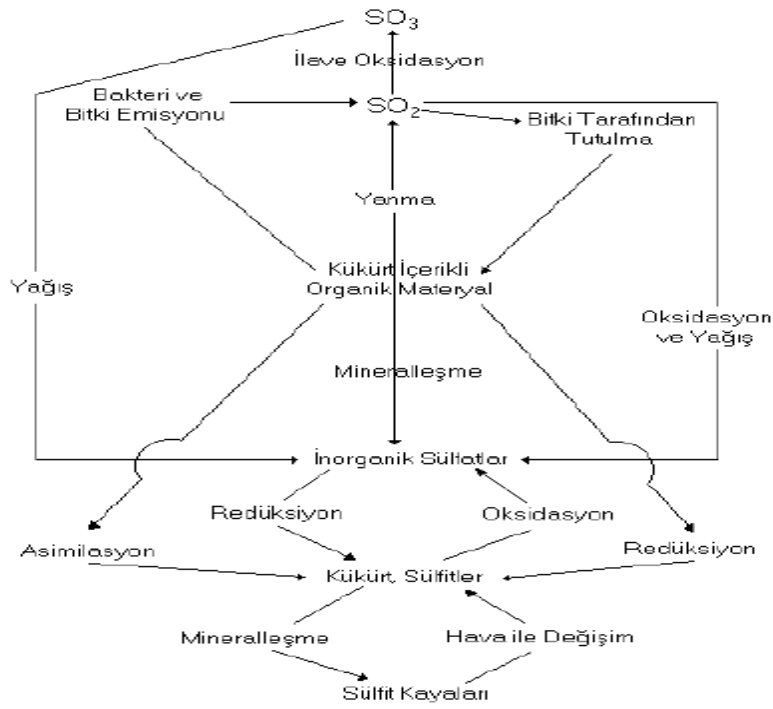 SO3
İlave Oksidasyon
Bakteri ve
Bitki Emisyonu
SO2
Bitki Tarafından
Tutulma
Yanma
Kükürt İçerikli
Organik Materyal
Yağış
Oksidasyon
ve Yağış
Mineralleşme
İnorganik Sülfatlar
Redüksiyon
Oksidasyon
Asimilasyon
Redüksiyon
Kükürt, Sülfitler
Mineralleşme
Hava ile Değişim
Sülfit Kayaları